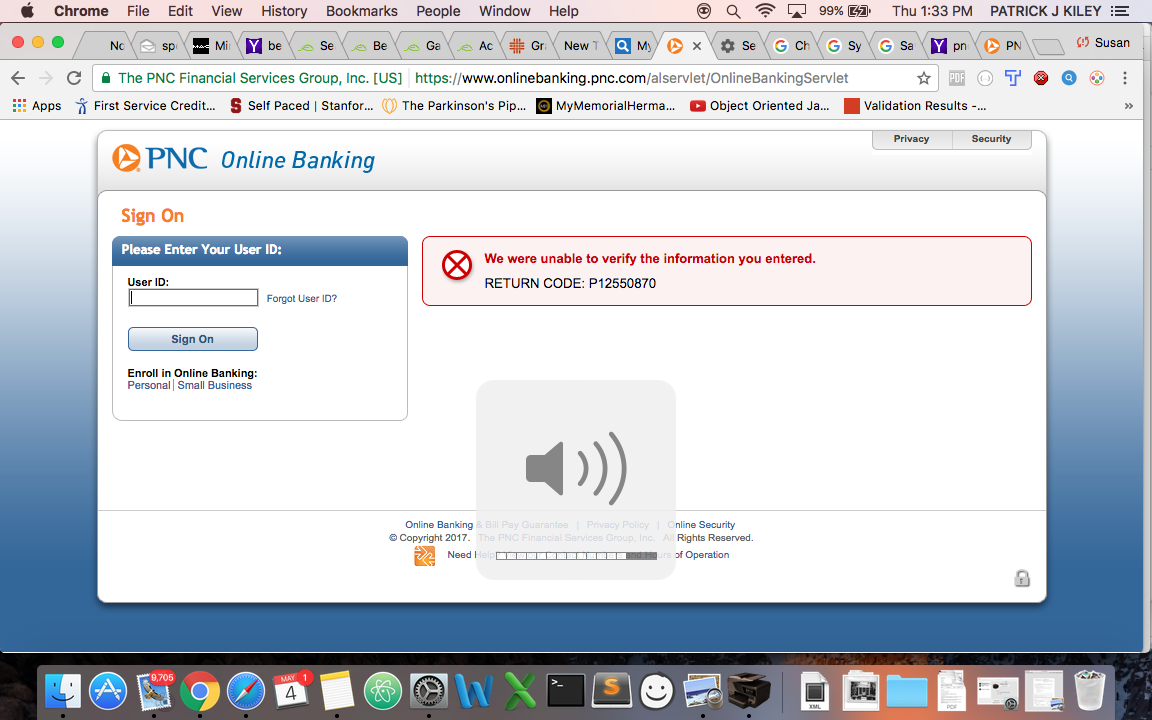 Chrome File Edit View History Bookmarks People Window Help 99% Thu 1:33 PM PATRICK J KILEY
No spe Mi be Se Be Ga Ac Gr New T My Se Ch Sy Sa pn PN Susan
The PNC Financial Services Group, Inc. [US] https://www.onlinebanking.pnc.com/alservlet/OnlineBankingServlet PDF
Apps First Service Credit... Self Paced | Stanfor... The Parkinson's Pip... MyMemorialHerma... Object Oriented Ja... Validation Results -... »
Privacy Security
PNC Online Banking
Sign On
Please Enter Your User ID:
We were unable to verify the information you entered.
RETURN CODE: P12550870
User ID:
Forgot User ID?
Sign On
Enroll in Online Banking:
Personal | Small Business
Online Banking & Bill Pay Guarantee | Privacy Policy | Online Security
© Copyright 2017. The PNC Financial Services Group, Inc. All Rights Reserved.
Need Help and Hours of Operation
9,705 MAY 4 1 XML PDF